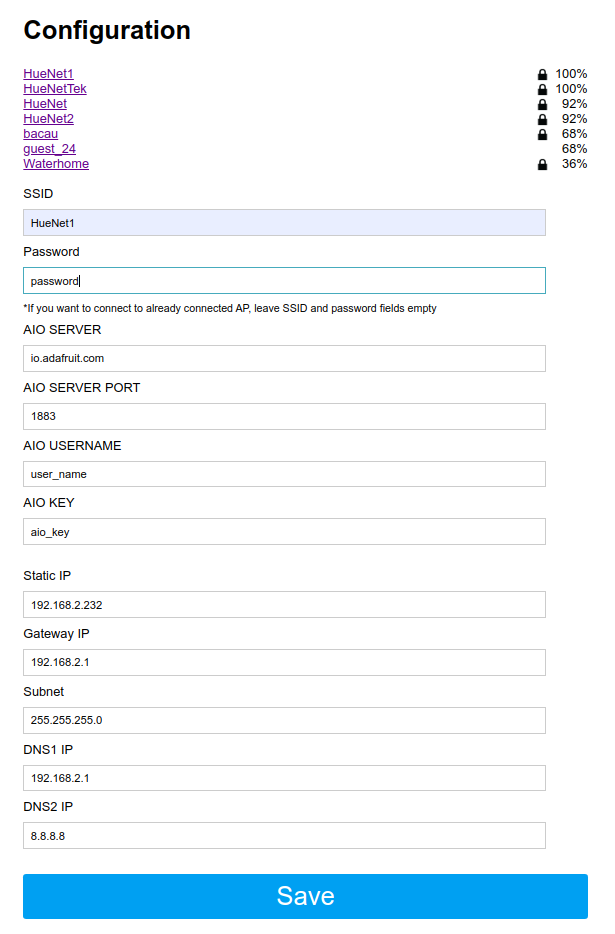 Configuration
HueNet1 100%
HueNetTek 100%
HueNet 92%
HueNet2 92%
bacau 68%
guest_24 68%
Waterhome 36%
SSID
HueNet1
Password
password
*If you want to connect to already connected AP, leave SSID and password fields empty
AIO SERVER
io.adafruit.com
AIO SERVER PORT
1883
AIO USERNAME
user_name
AIO KEY
aio_key
Static IP
192.168.2.232
Gateway IP
192.168.2.1
Subnet
255.255.255.0
DNS1 IP
192.168.2.1
DNS2 IP
8.8.8.8
Save